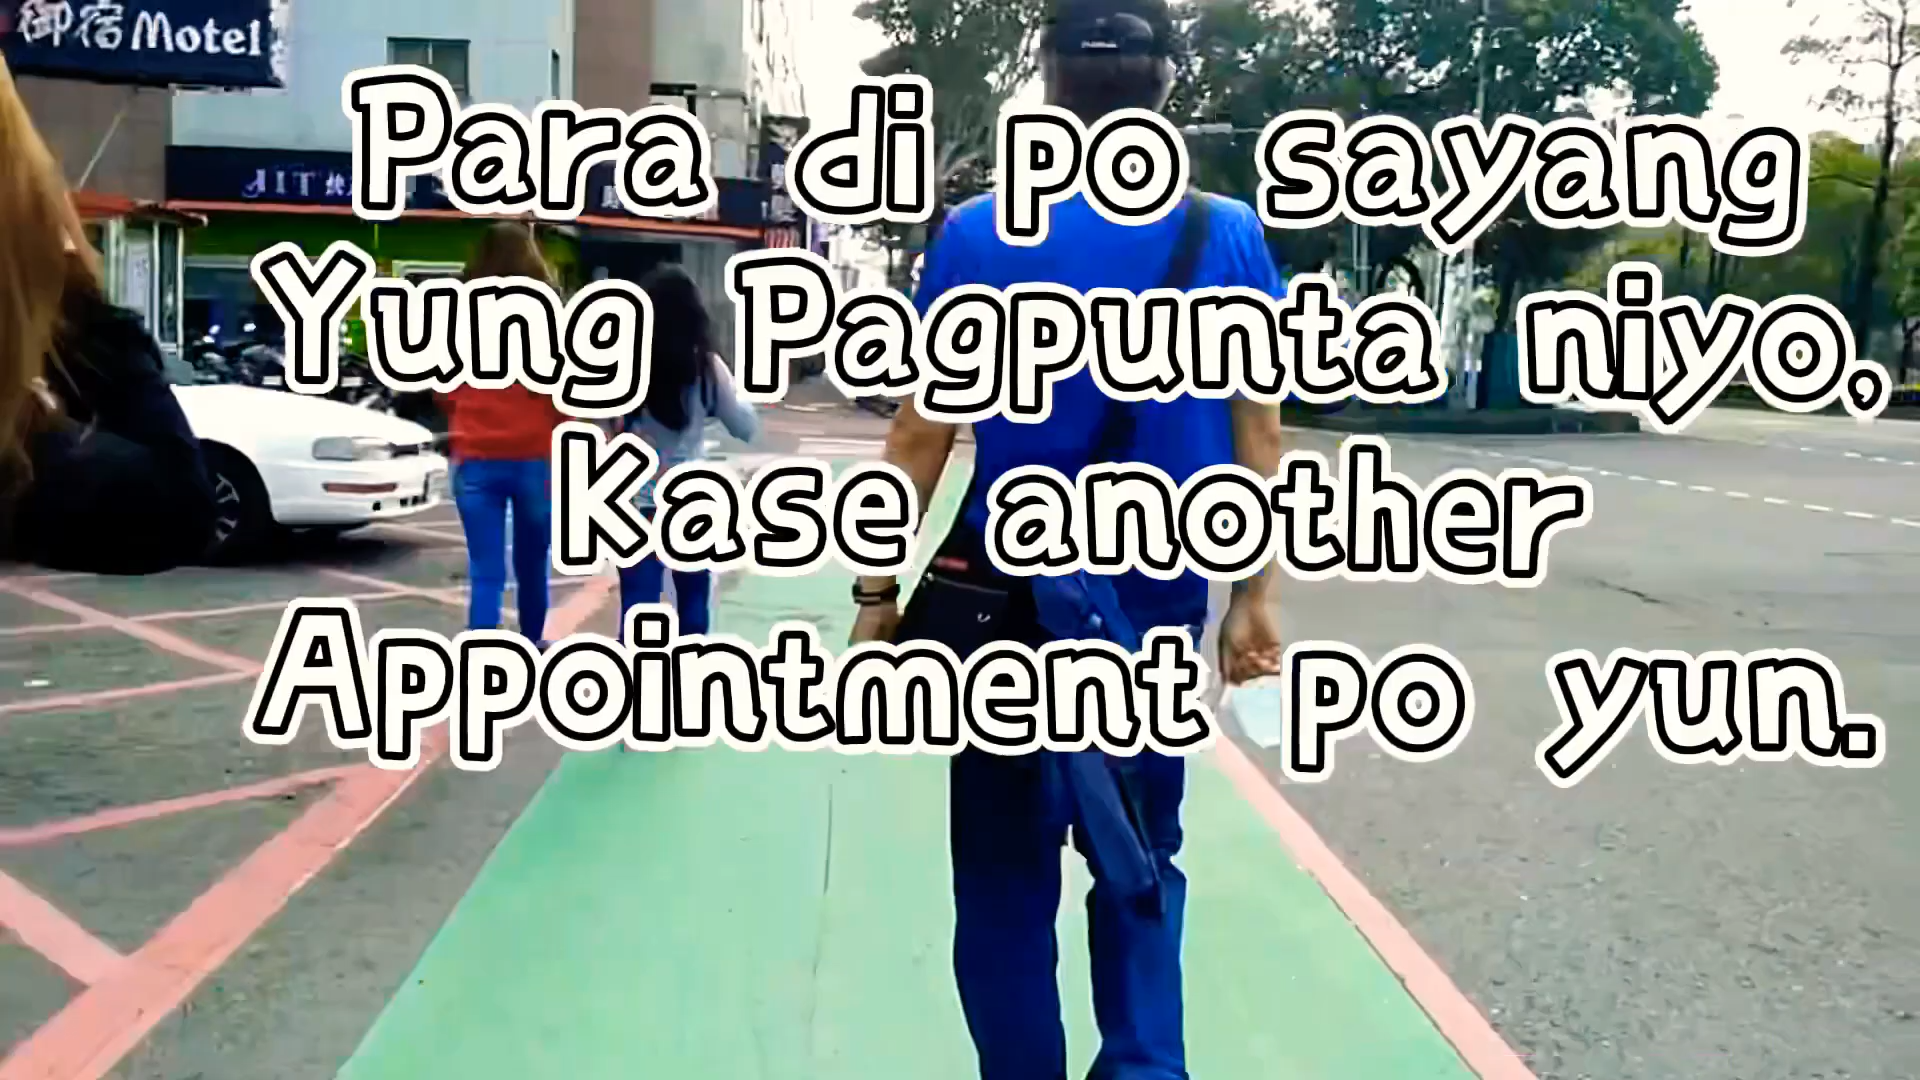 御宿Motel
JIT
Para di po sayang
Yung Pagpunta niyo,
Kase another
Appointment po yun.